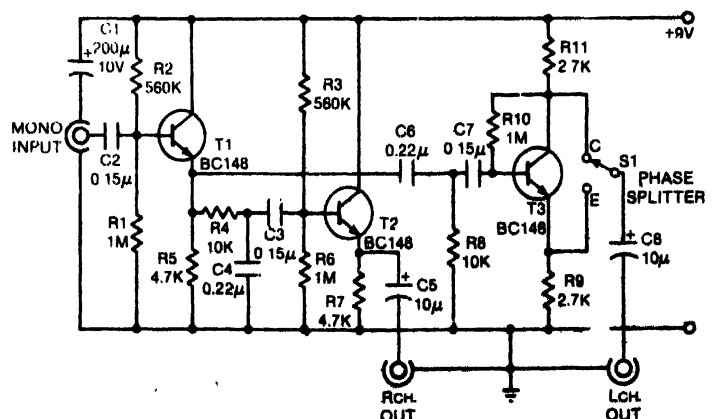 C1
200µ
10V
+
R2
560K
R3
560K
R11
2 7K
+9V
MONO
INPUT
C2
0 15µ
T1
BC148
C6
0.22µ
C7
0 15µ
R10
1M
C
S1
PHASE
SPLITTER
E
T3
BC148
R1
1M
R4
10K
C3
0 15µ
T2
BC148
R5
4.7K
C4
0.22µ
R6
1M
R7
4.7K
+
C5
10µ
R8
10K
R9
2.7K
+
C8
10µ
RCH.
OUT
LCH.
OUT